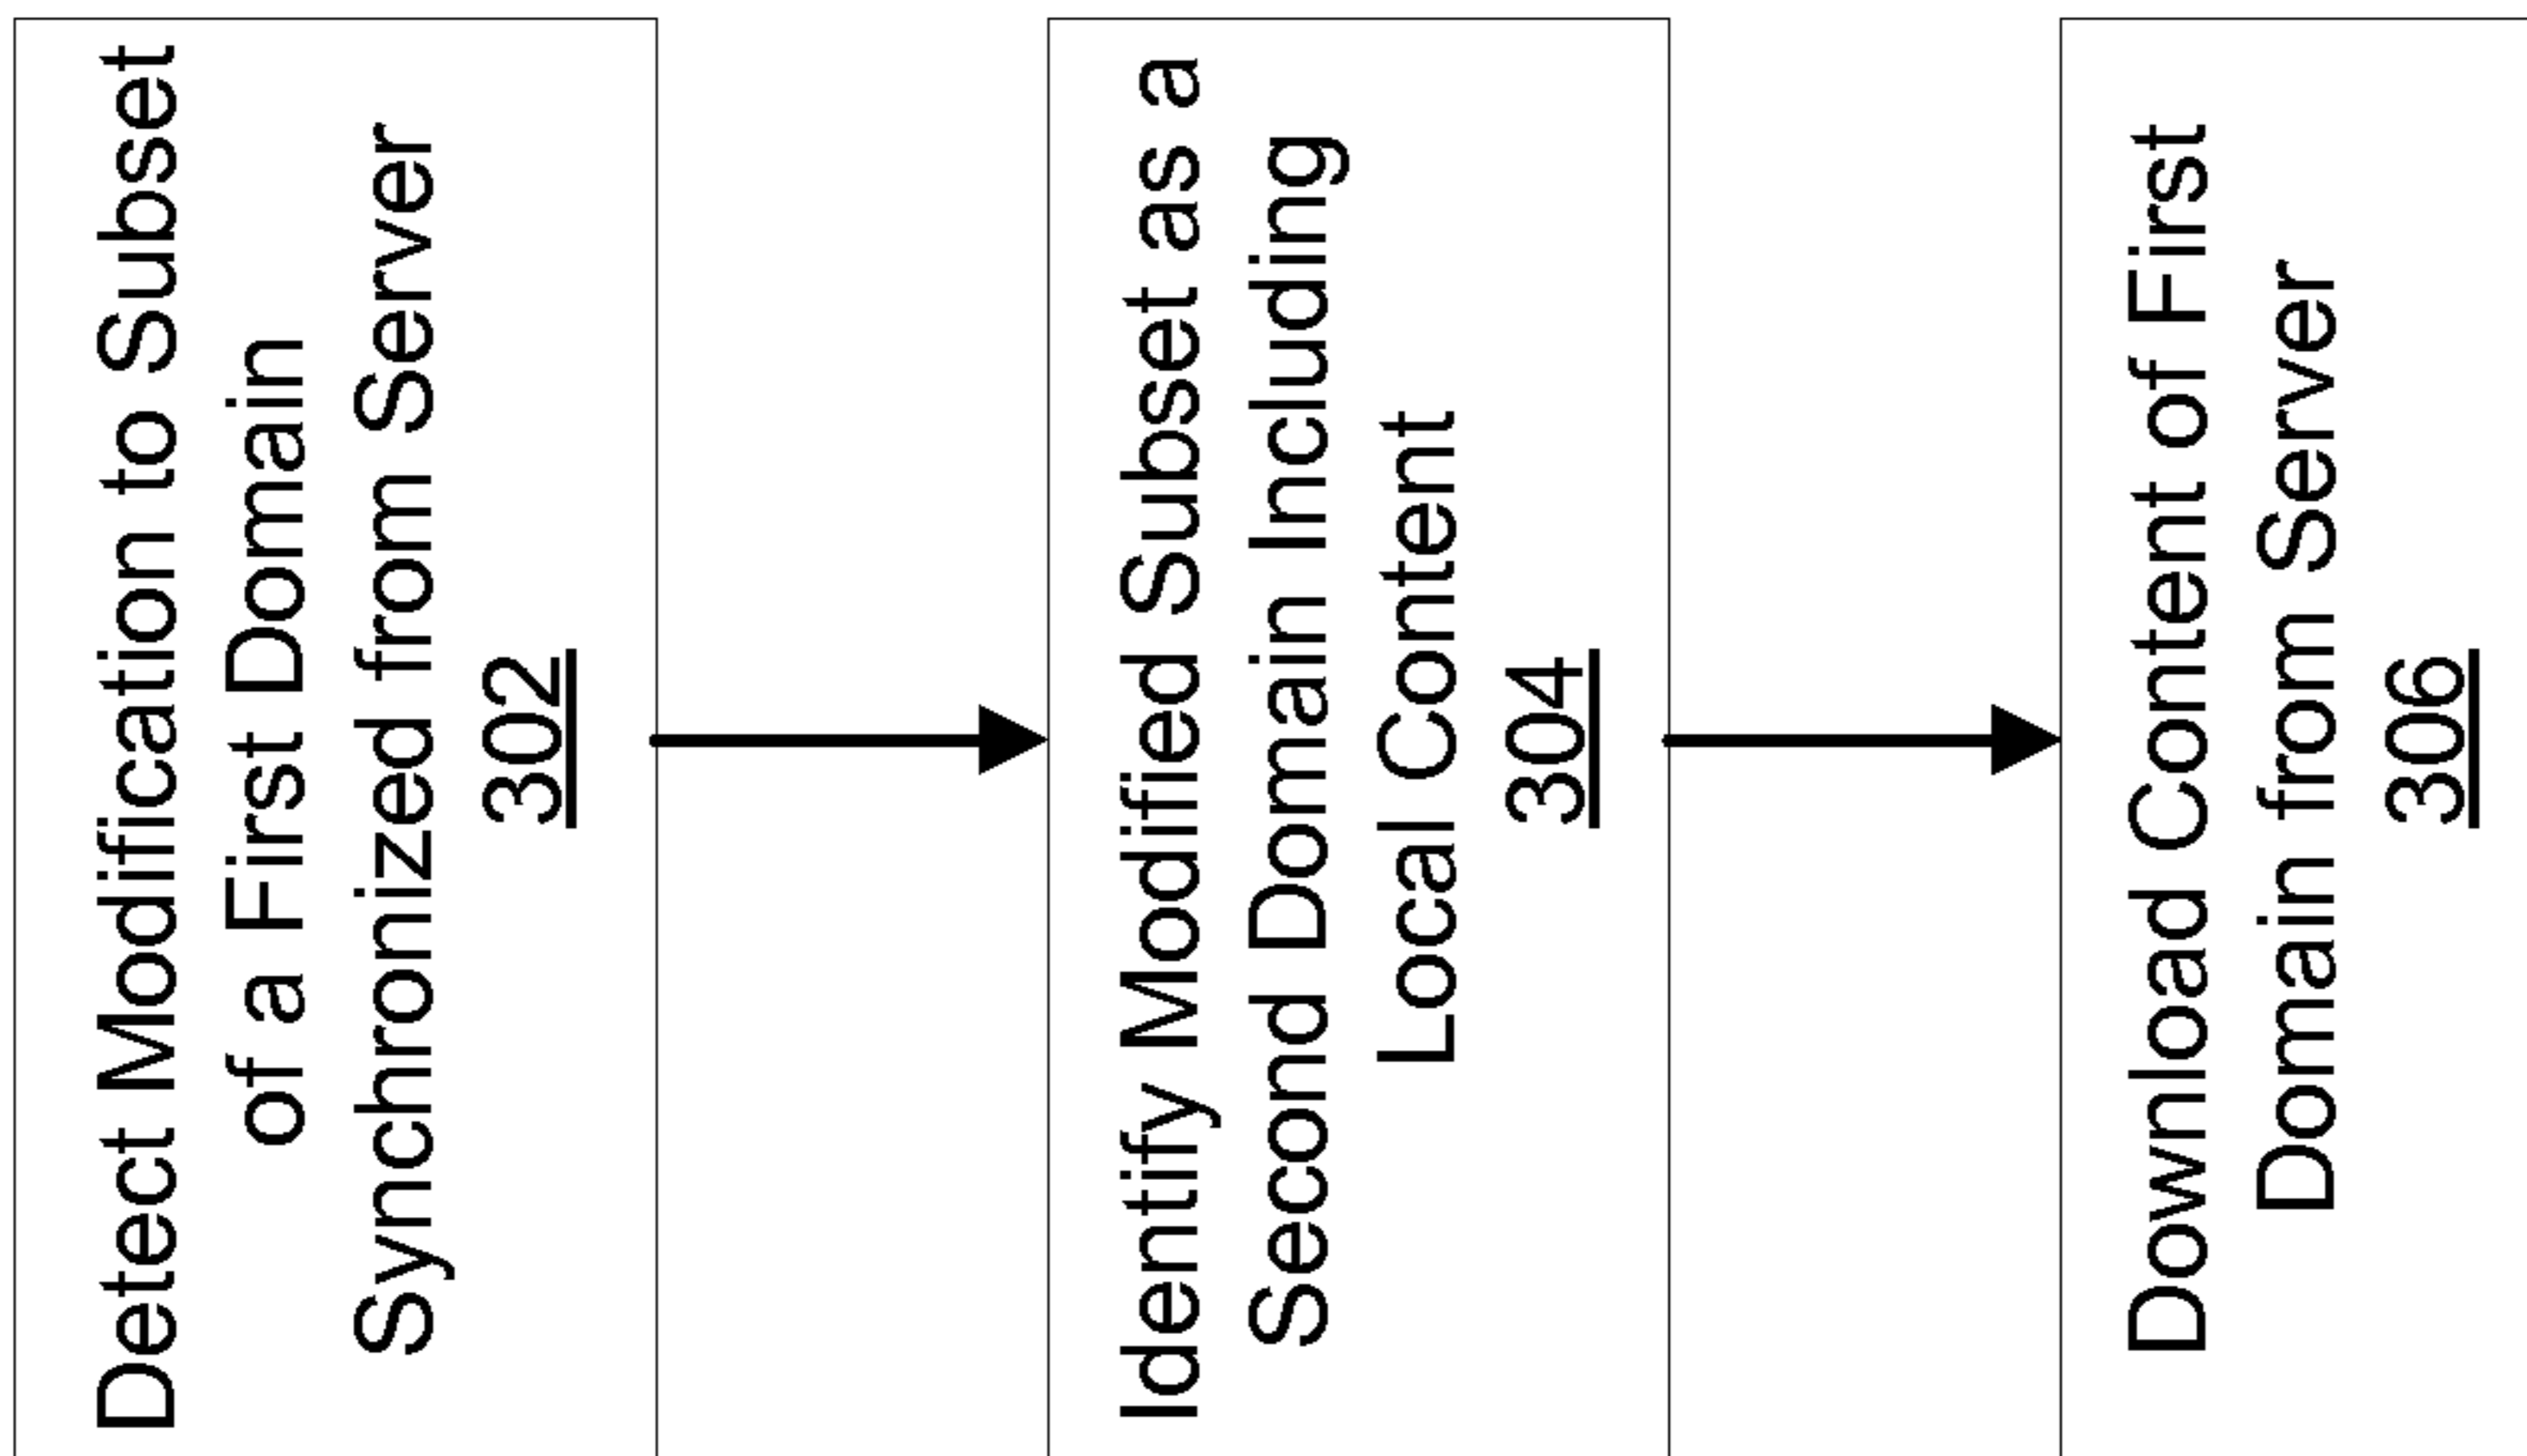 Detect Modification to Subset
of a First Domain
Synchronized from Server
302
Identify Modified Subset as a
Second Domain Including
Local Content
304
Download Content of First
Domain from Server
306